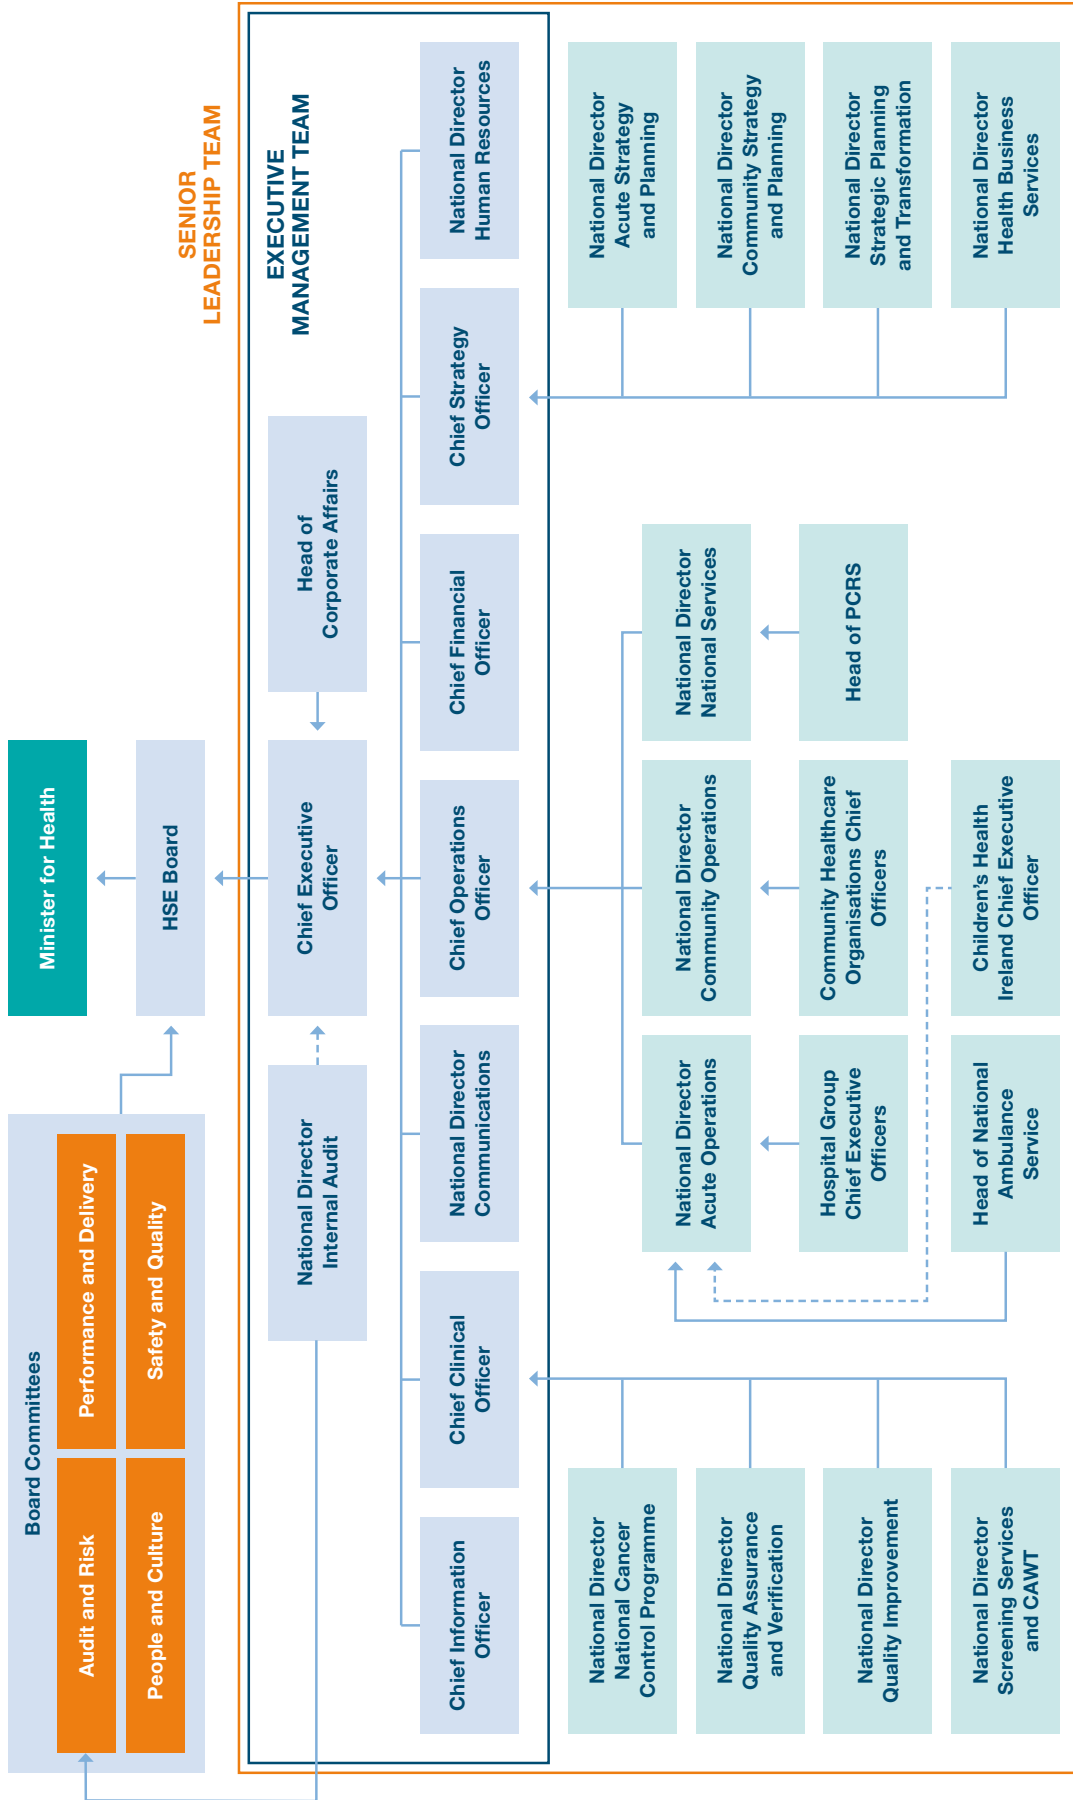 Minister for Health
HSE Board
Board Committees
Audit and Risk
Performance and Delivery
People and Culture
Safety and Quality
SENIOR
LEADERSHIP TEAM
EXECUTIVE
MANAGEMENT TEAM
National Director
Internal Audit
Chief Executive
Officer
Head of
Corporate Affairs
Chief Information
Officer
Chief Clinical
Officer
National Director
Communications
Chief Operations
Officer
Chief Financial
Officer
Chief Strategy
Officer
National Director
Human Resources
National Director
National Cancer
Control Programme
National Director
Quality Assurance
and Verification
National Director
Quality Improvement
National Director
Screening Services
and CAWT
National Director
Acute Operations
National Director
Community Operations
National Director
National Services
Hospital Group
Chief Executive
Officers
Community Healthcare
Organisations Chief
Officers
Head of PCRS
Head of National
Ambulance
Service
Children's Health
Ireland Chief Executive
Officer
National Director
Acute Strategy
and Planning
National Director
Community Strategy
and Planning
National Director
Strategic Planning
and Transformation
National Director
Health Business
Services